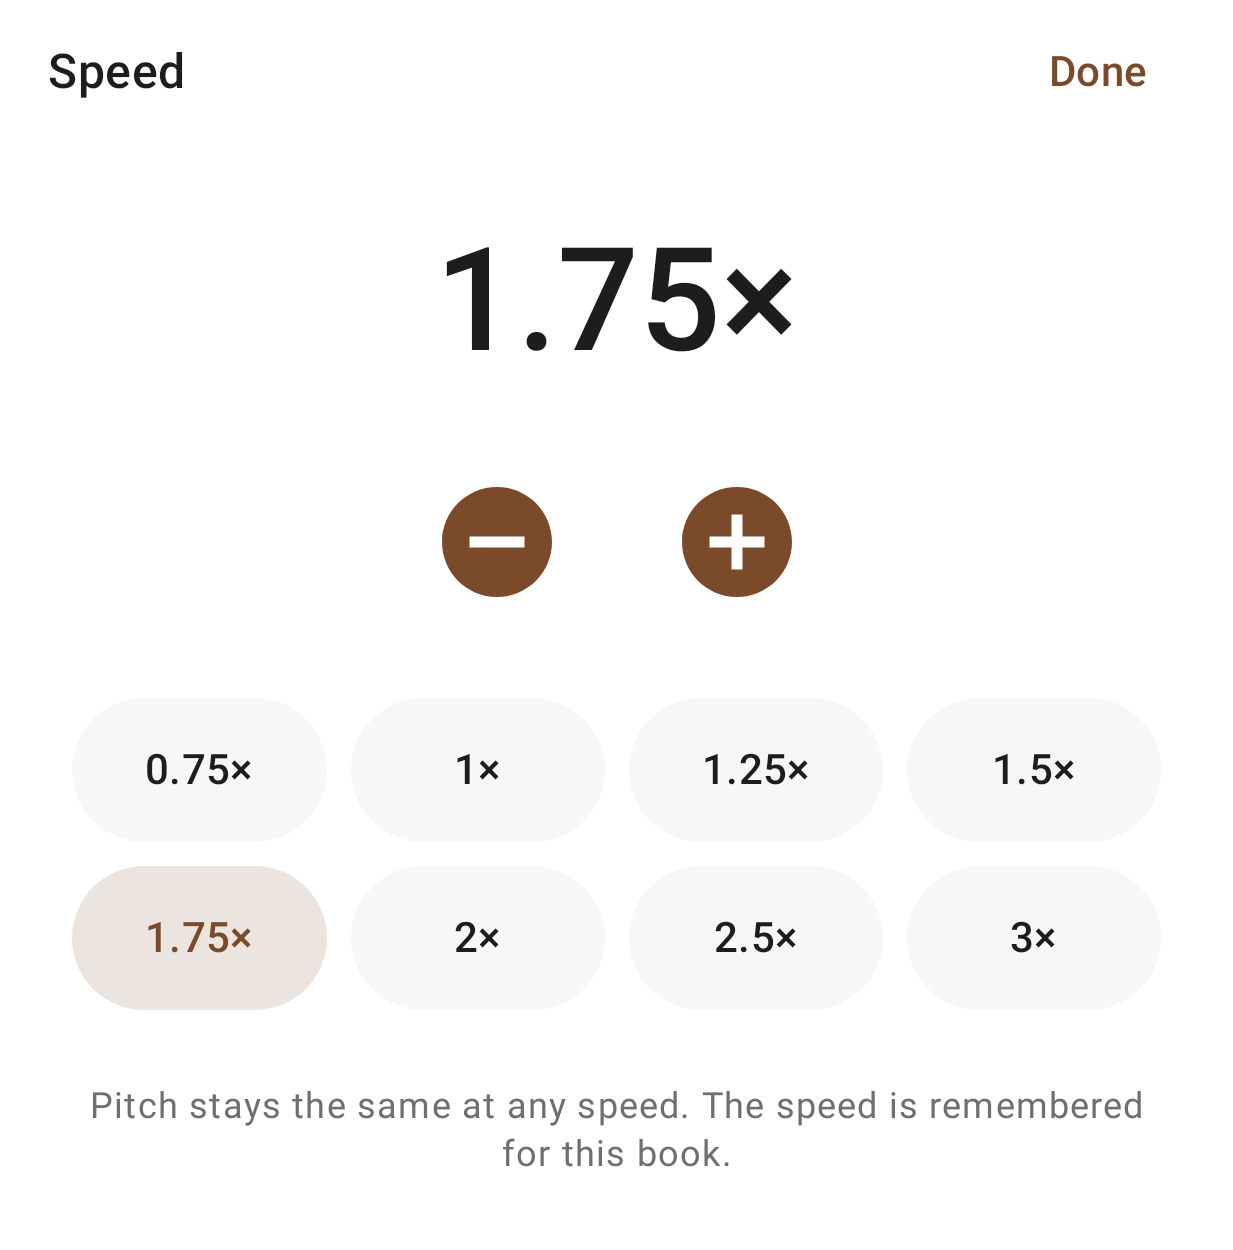 Speed
Done
1.75×
0.75×
1×
1.25×
1.5×
1.75×
2×
2.5×
3×
Pitch stays the same at any speed. The speed is remembered
for this book.